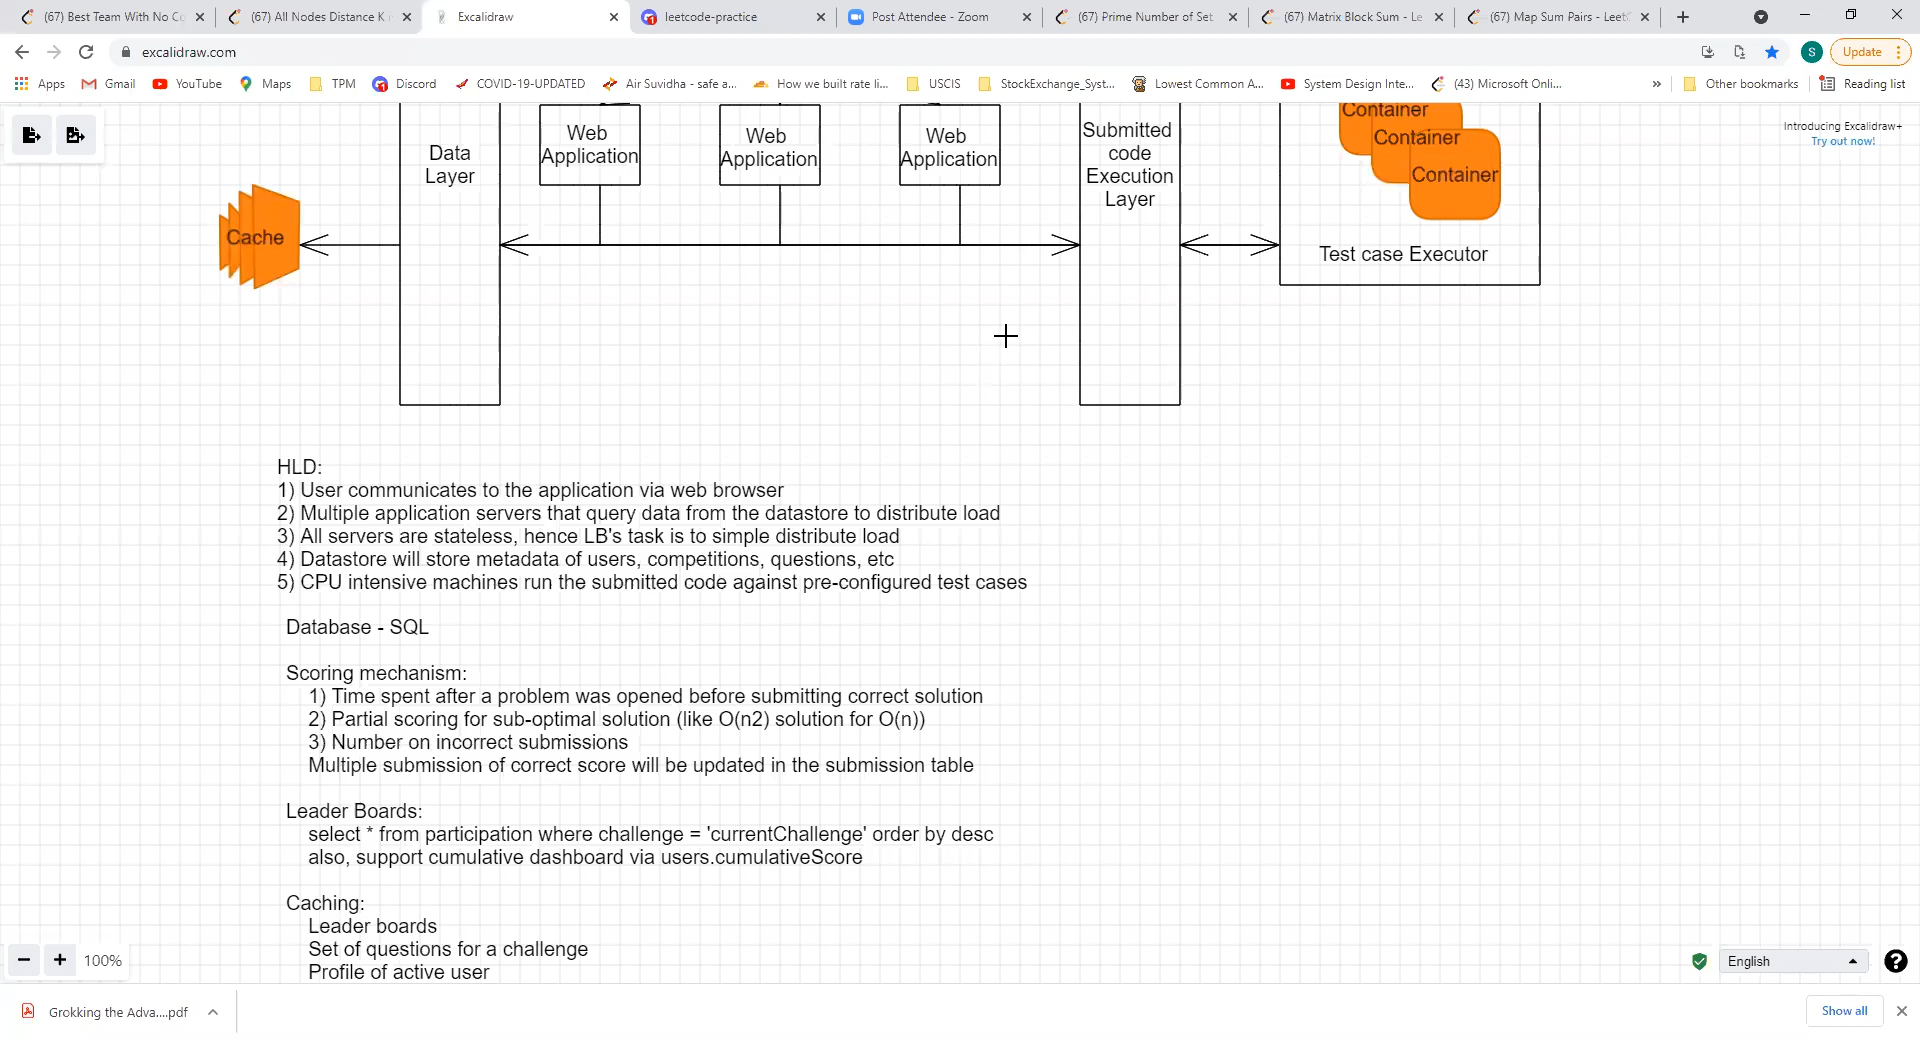 (67) Best Team With No Co
(67) All Nodes Distance K i
Excalidraw
leetcode-practice
Post Attendee - Zoom
(67) Prime Number of Set
(67) Matrix Block Sum - Le
(67) Map Sum Pairs - Leet
excalidraw.com
S
Update
Apps
Gmail
YouTube
Maps
TPM
Discord
COVID-19-UPDATED
Air Suvidha - safe a...
How we built rate li...
USCIS
StockExchange_Syst...
Lowest Common A...
System Design Inte...
(43) Microsoft Onli...
»
Other bookmarks
Reading list
Introducing Excalidraw+
Try out now!
Cache
Data
Layer
Web
Application
Web
Application
Web
Application
Submitted
code
Execution
Layer
Container
Container
Container
Test case Executor
HLD:
1) User communicates to the application via web browser
2) Multiple application servers that query data from the datastore to distribute load
3) All servers are stateless, hence LB's task is to simple distribute load
4) Datastore will store metadata of users, competitions, questions, etc
5) CPU intensive machines run the submitted code against pre-configured test cases
Database - SQL
Scoring mechanism:
1) Time spent after a problem was opened before submitting correct solution
2) Partial scoring for sub-optimal solution (like O(n2) solution for O(n))
3) Number on incorrect submissions
Multiple submission of correct score will be updated in the submission table
Leader Boards:
select * from participation where challenge = 'currentChallenge' order by desc
also, support cumulative dashboard via users.cumulativeScore
Caching:
Leader boards
Set of questions for a challenge
Profile of active user
100%
English
?
Grokking the Adva....pdf
Show all